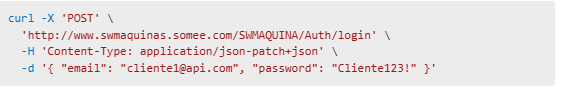 curl -X 'POST' \
'http://www.swmaquinas.somee.com/SWMAQUINA/Auth/login' \
-H 'Content-Type: application/json-patch+json' \
-d '{ "email": "cliente1@api.com", "password": "Cliente123!" }'